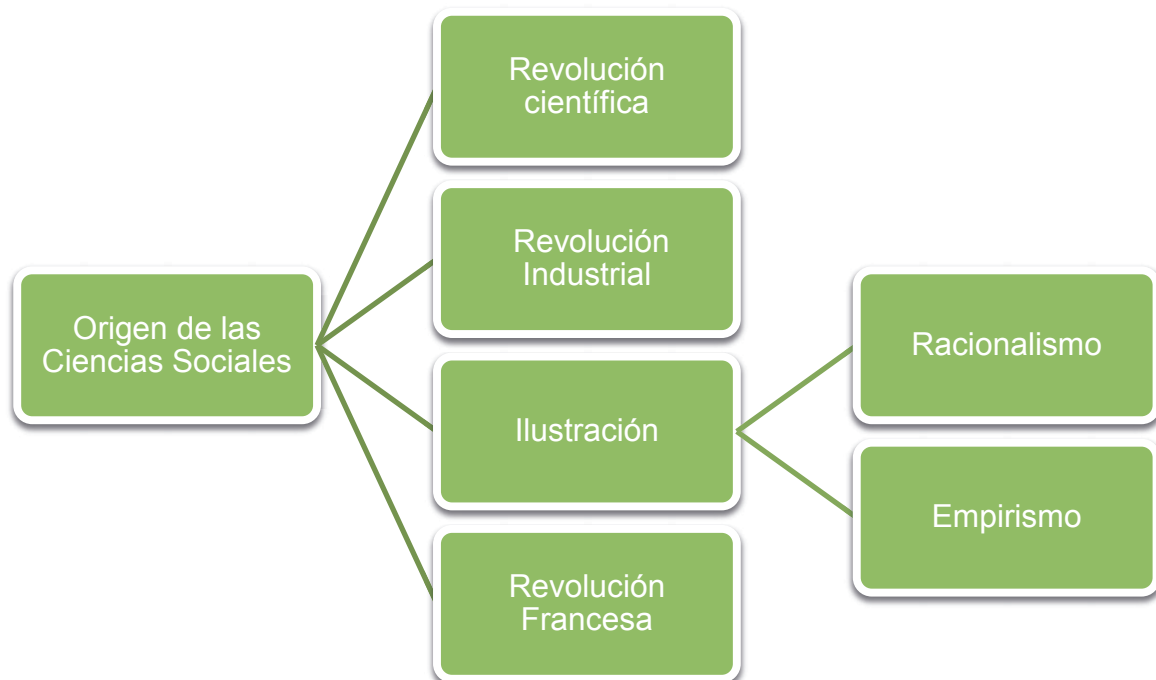 Origen de las
Ciencias Sociales
Revolución
científica
Revolución
Industrial
Ilustración
Revolución
Francesa
Racionalismo
Empirismo